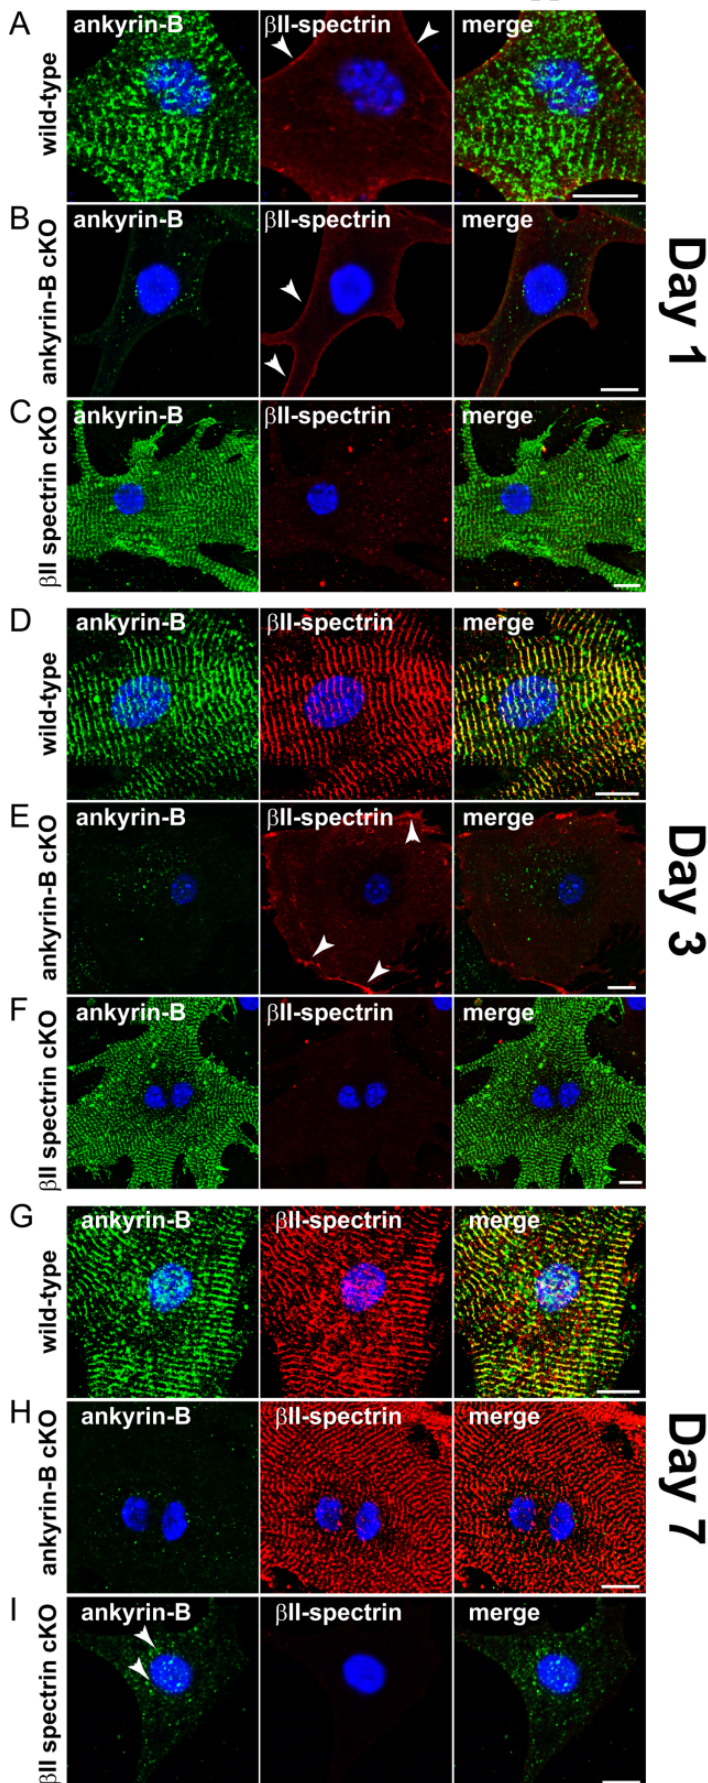 A ankyrin-B βII-spectrin merge
wild-type
B ankyrin-B βII-spectrin merge
ankyrin-B cKO
C ankyrin-B βII-spectrin merge
βII spectrin cKO
Day 1
D ankyrin-B βII-spectrin merge
wild-type
E ankyrin-B βII-spectrin merge
ankyrin-B cKO
F ankyrin-B βII-spectrin merge
βII spectrin cKO
Day 3
G ankyrin-B βII-spectrin merge
wild-type
H ankyrin-B βII-spectrin merge
ankyrin-B cKO
I ankyrin-B βII-spectrin merge
βII spectrin cKO
Day 7